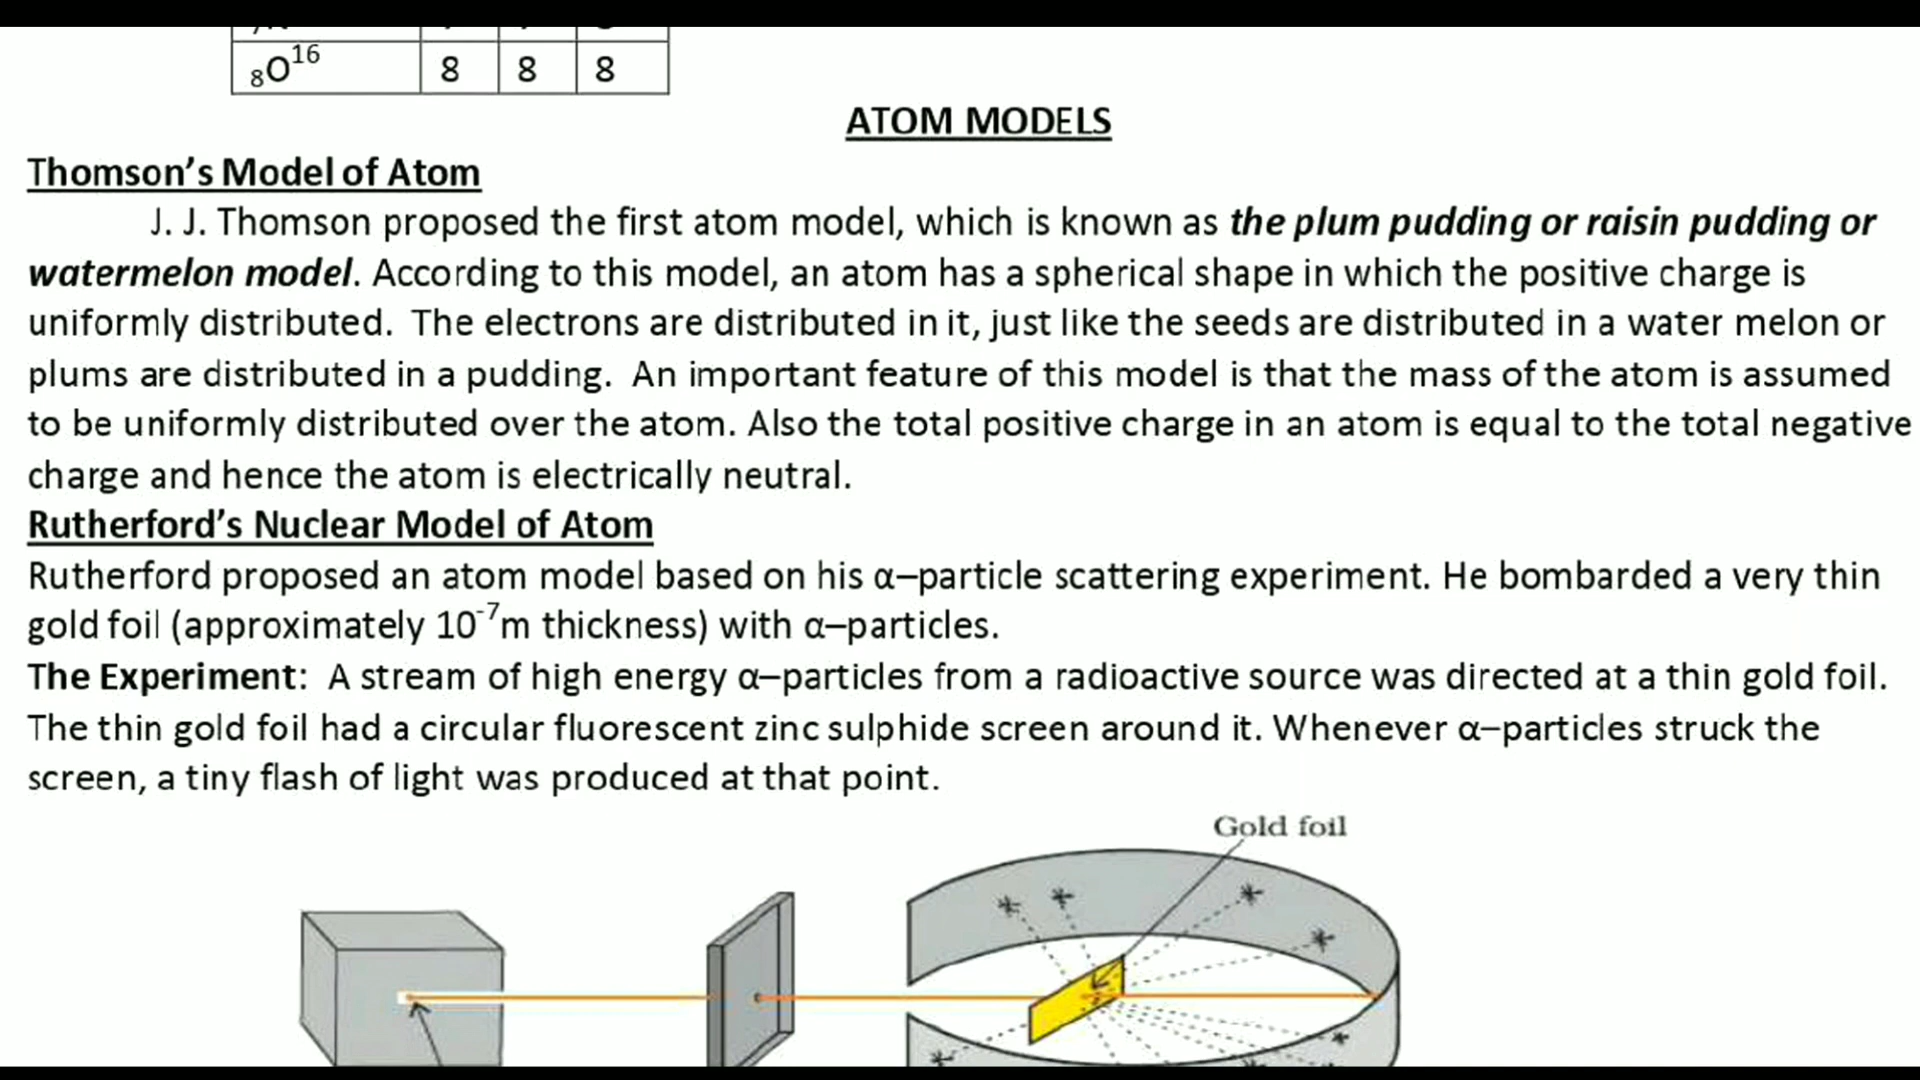 ₈O¹⁶ 8 8 8
ATOM MODELS
Thomson’s Model of Atom
J. J. Thomson proposed the first atom model, which is known as the plum pudding or raisin pudding or
watermelon model. According to this model, an atom has a spherical shape in which the positive charge is
uniformly distributed. The electrons are distributed in it, just like the seeds are distributed in a water melon or
plums are distributed in a pudding. An important feature of this model is that the mass of the atom is assumed
to be uniformly distributed over the atom. Also the total positive charge in an atom is equal to the total negative
charge and hence the atom is electrically neutral.
Rutherford’s Nuclear Model of Atom
Rutherford proposed an atom model based on his α–particle scattering experiment. He bombarded a very thin
gold foil (approximately 10⁻⁷m thickness) with α–particles.
The Experiment: A stream of high energy α–particles from a radioactive source was directed at a thin gold foil.
The thin gold foil had a circular fluorescent zinc sulphide screen around it. Whenever α–particles struck the
screen, a tiny flash of light was produced at that point.
Gold foil